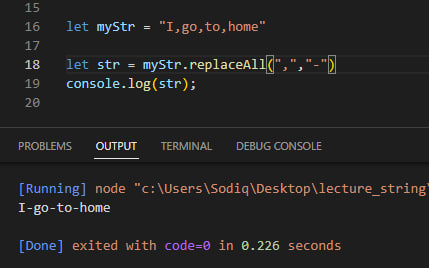 15
16 let myStr = "I,go,to,home"
17
18 let str = myStr.replaceAll(",","-")
19 console.log(str);
20
PROBLEMS OUTPUT TERMINAL DEBUG CONSOLE
[Running] node "c:\Users\Sodiq\Desktop\lecture_string\
I-go-to-home
[Done] exited with code=0 in 0.226 seconds